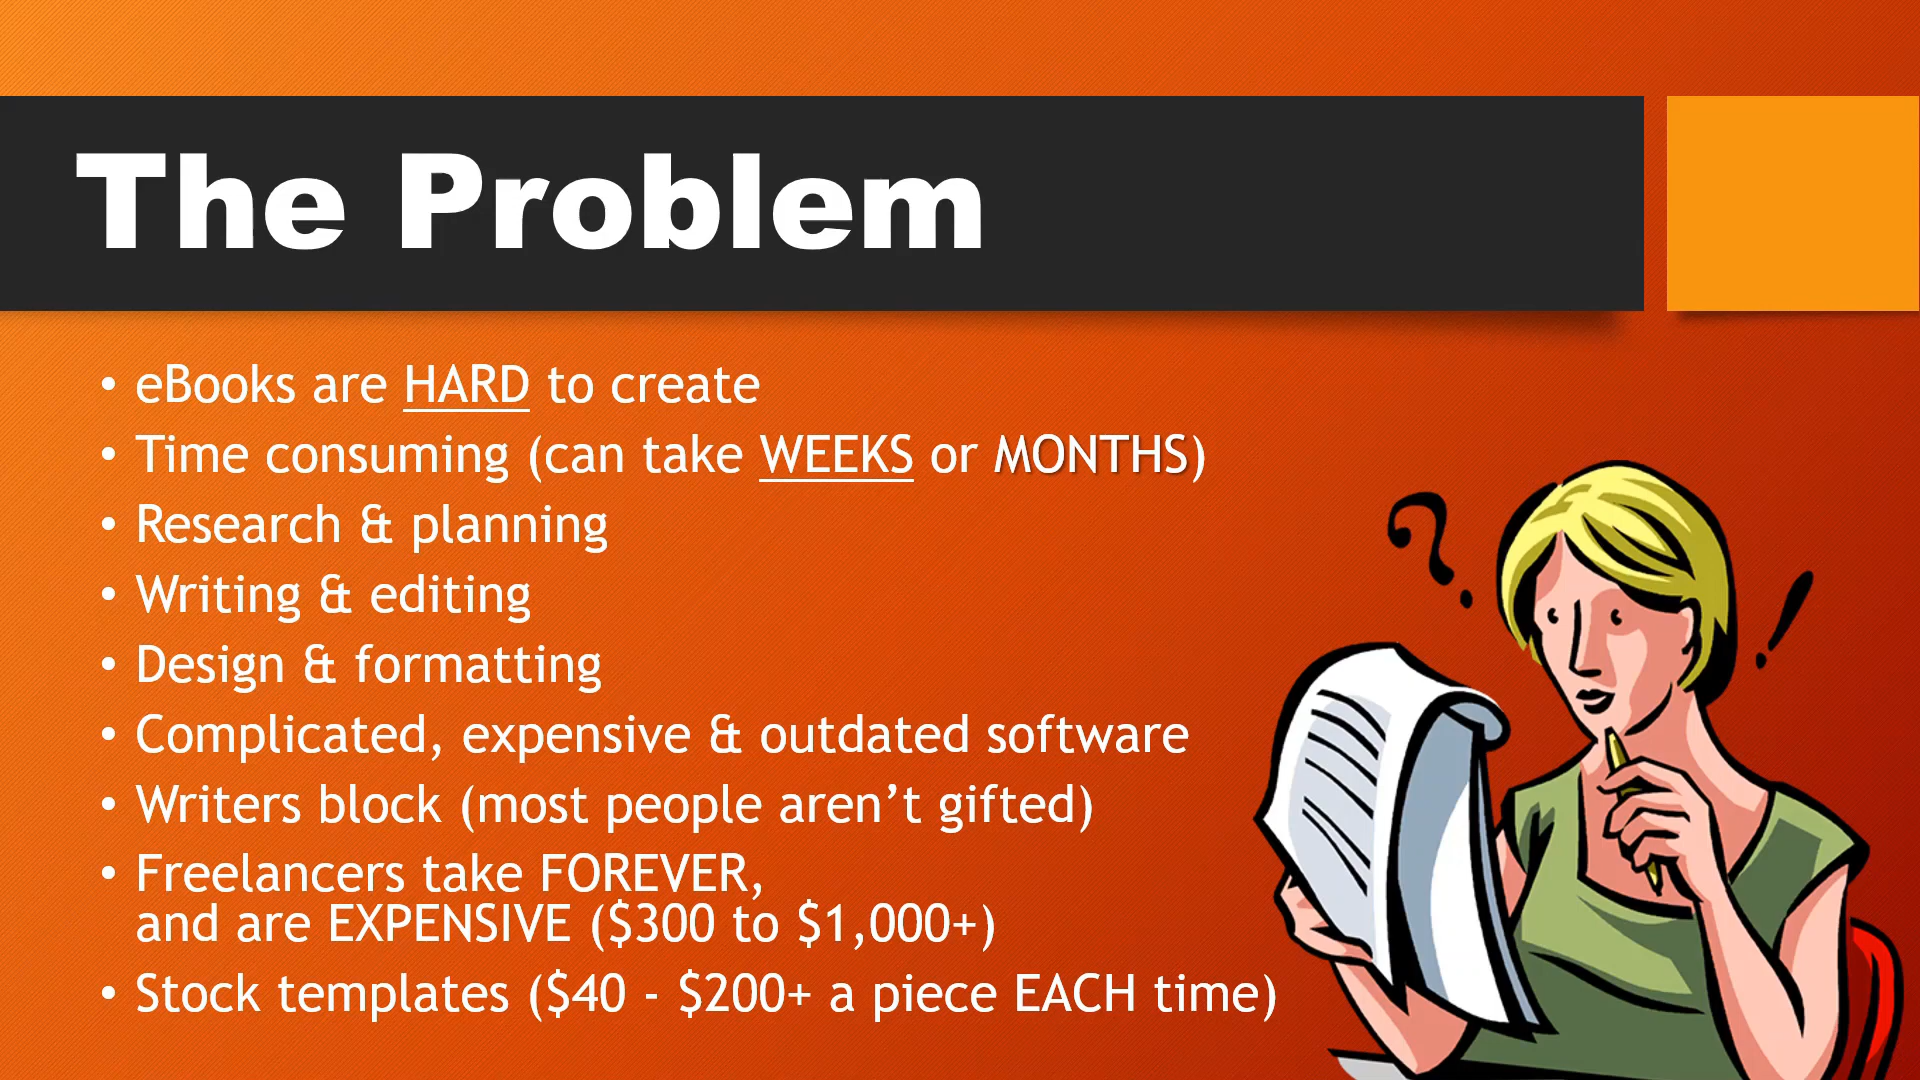 The Problem
• eBooks are HARD to create
• Time consuming (can take WEEKS or MONTHS)
• Research & planning
• Writing & editing
• Design & formatting
• Complicated, expensive & outdated software
• Writers block (most people aren’t gifted)
• Freelancers take FOREVER,
and are EXPENSIVE ($300 to $1,000+)
• Stock templates ($40 - $200+ a piece EACH time)
? !